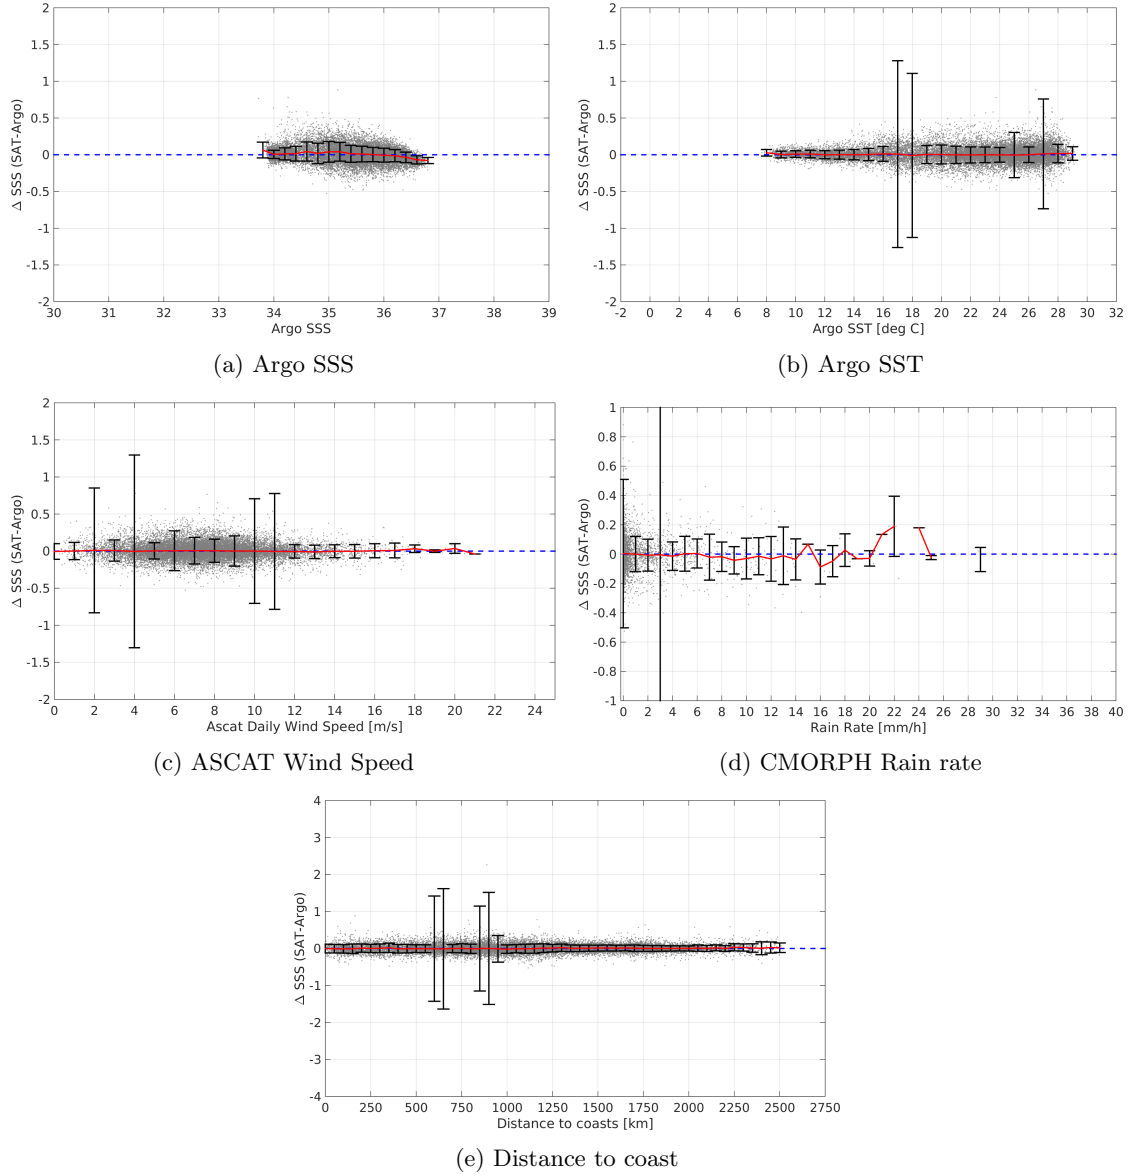 2
1.5
1
0.5
0
-0.5
-1
-1.5
-2
Δ SSS (SAT-Argo)
30 31 32 33 34 35 36 37 38 39
Argo SSS
(a) Argo SSS
2
1.5
1
0.5
0
-0.5
-1
-1.5
-2
Δ SSS (SAT-Argo)
-2 0 2 4 6 8 10 12 14 16 18 20 22 24 26 28 30 32
Argo SST [deg C]
(b) Argo SST
2
1.5
1
0.5
0
-0.5
-1
-1.5
-2
Δ SSS (SAT-Argo)
0 2 4 6 8 10 12 14 16 18 20 22 24
Ascat Daily Wind Speed [m/s]
(c) ASCAT Wind Speed
1
0.8
0.6
0.4
0.2
0
-0.2
-0.4
-0.6
-0.8
-1
Δ SSS (SAT-Argo)
0 2 4 6 8 10 12 14 16 18 20 22 24 26 28 30 32 34 36 38 40
Rain Rate [mm/h]
(d) CMORPH Rain rate
4
3
2
1
0
-1
-2
-3
-4
Δ SSS (SAT-Argo)
0 250 500 750 1000 1250 1500 1750 2000 2250 2500 2750
Distance to coasts [km]
(e) Distance to coast